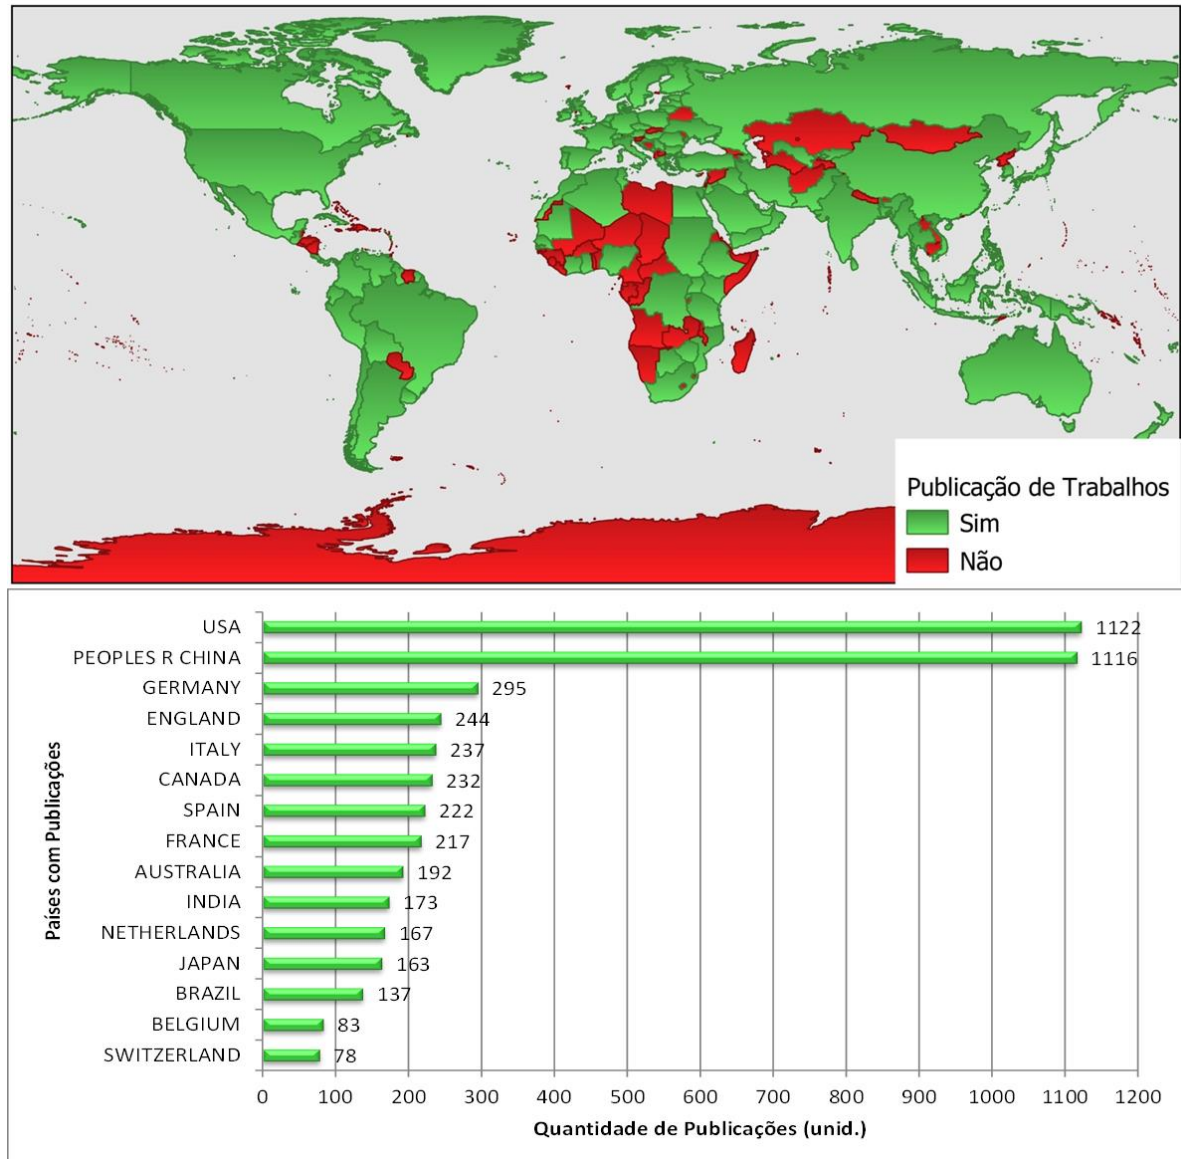 Publicação de Trabalhos
Sim
Não
Países com Publicações
USA 1122
PEOPLES R CHINA 1116
GERMANY 295
ENGLAND 244
ITALY 237
CANADA 232
SPAIN 222
FRANCE 217
AUSTRALIA 192
INDIA 173
NETHERLANDS 167
JAPAN 163
BRAZIL 137
BELGIUM 83
SWITZERLAND 78
0 100 200 300 400 500 600 700 800 900 1000 1100 1200
Quantidade de Publicações (unid.)